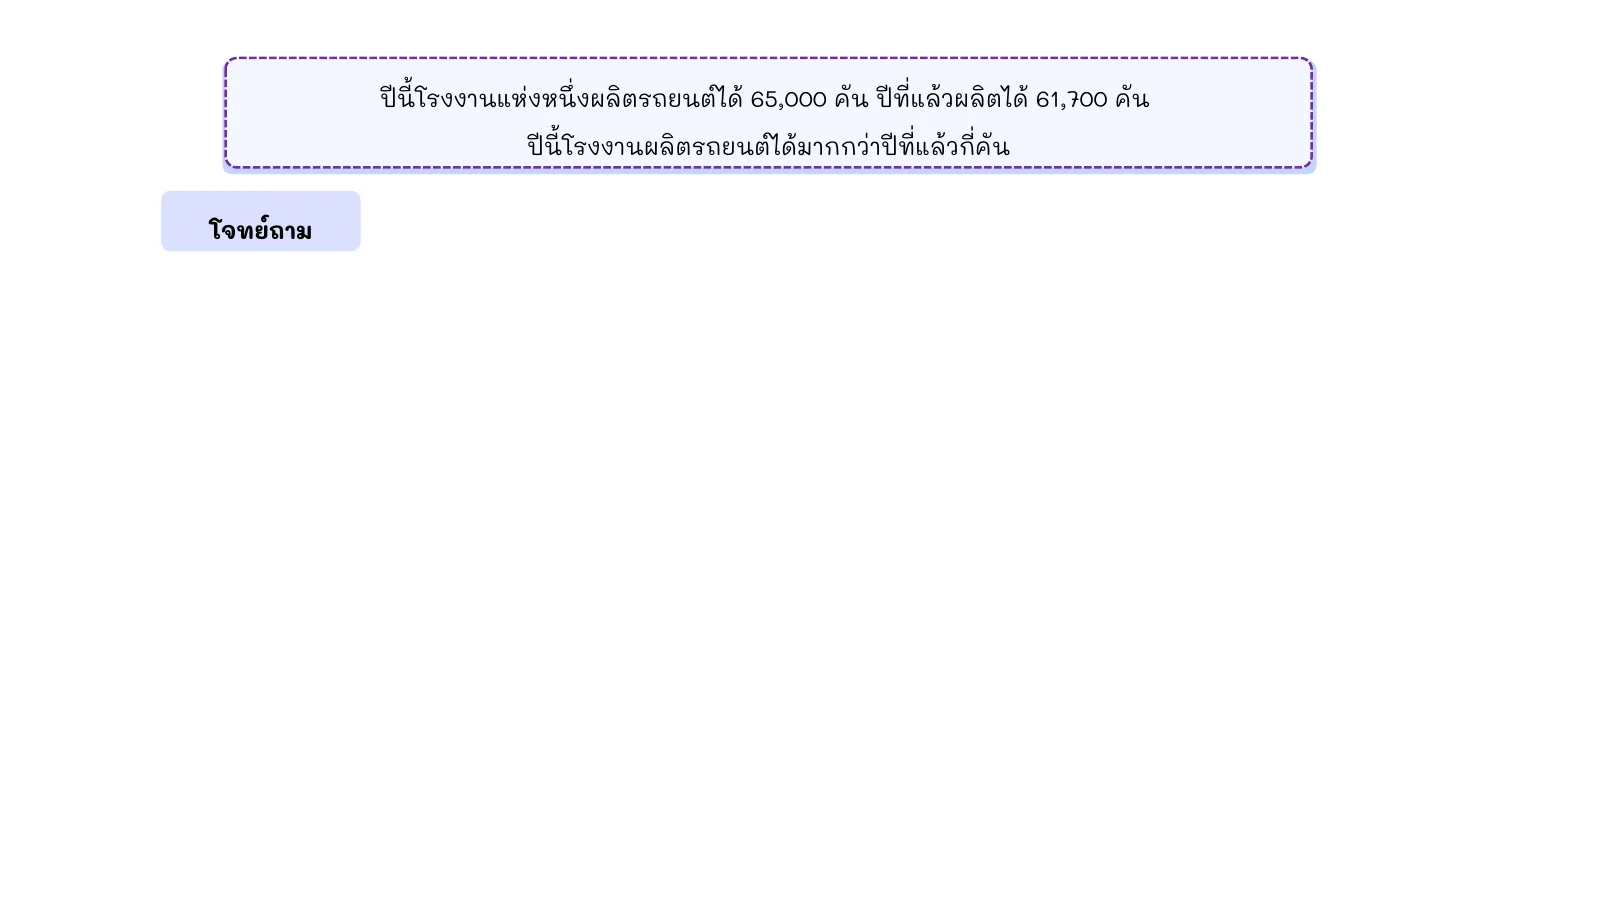 ปีนี้โรงงานแห่งหนึ่งผลิตรถยนต์ได้ 65,000 คัน ปีที่แล้วผลิตได้ 61,700 คัน
ปีนี้โรงงานผลิตรถยนต์ได้มากกว่าปีที่แล้วกี่คัน
โจทย์ถาม